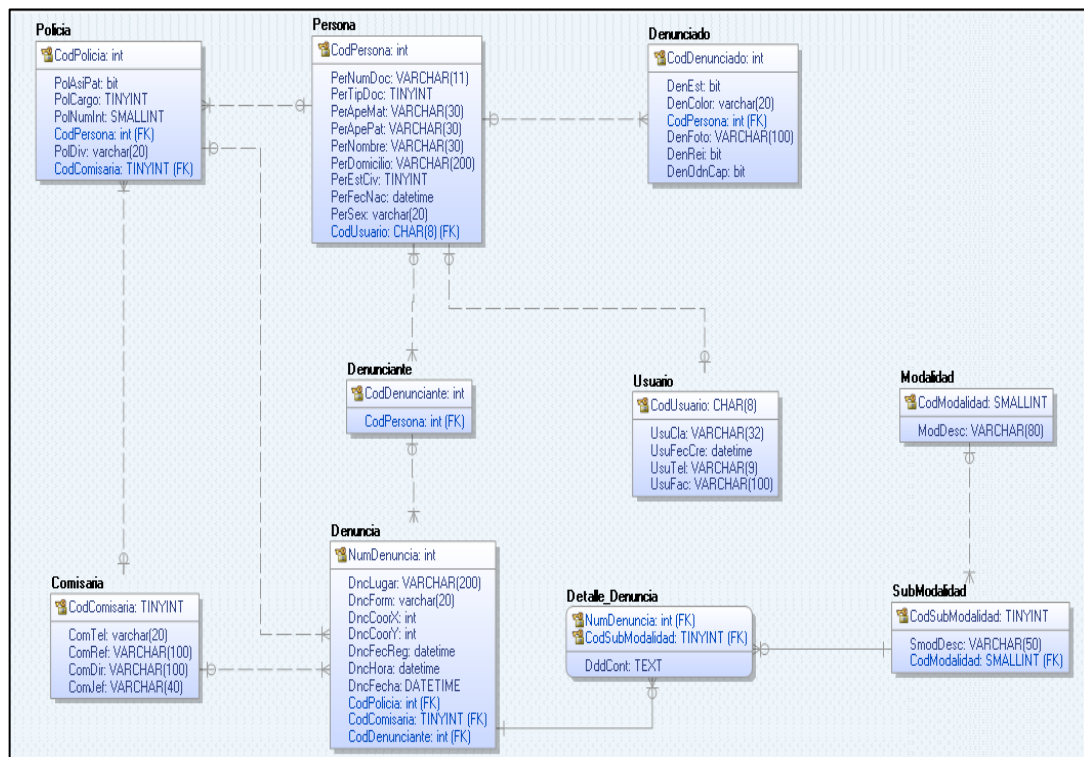 Policia
CodPolicia: int
PolAsiPat: bit
PolCargo: TINYINT
PolNumInt: SMALLINT
CodPersona: int (FK)
PolDiv: varchar(20)
CodComisaria: TINYINT (FK)
Persona
CodPersona: int
PerNumDoc: VARCHAR(11)
PerTipDoc: TINYINT
PerApeMat: VARCHAR(30)
PerApePat: VARCHAR(30)
PerNombre: VARCHAR(30)
PerDomicilio: VARCHAR(200)
PerEstCiv: TINYINT
PerFecNac: datetime
PerSex: varchar(20)
CodUsuario: CHAR(8) (FK)
Denunciado
CodDenunciado: int
DenEst: bit
DenColor: varchar(20)
CodPersona: int (FK)
DenFoto: VARCHAR(100)
DenRei: bit
DenOdnCap: bit
Denunciante
CodDenunciante: int
CodPersona: int (FK)
Usuario
CodUsuario: CHAR(8)
UsuCla: VARCHAR(32)
UsuFecCre: datetime
UsuTel: VARCHAR(9)
UsuFac: VARCHAR(100)
Modalidad
CodModalidad: SMALLINT
ModDesc: VARCHAR(80)
Comisaria
CodComisaria: TINYINT
ComTel: varchar(20)
ComRef: VARCHAR(100)
ComDir: VARCHAR(100)
ComJef: VARCHAR(40)
Denuncia
NumDenuncia: int
DncLugar: VARCHAR(200)
DncForm: varchar(20)
DncCoorX: int
DncCoorY: int
DncFecReg: datetime
DncHora: datetime
DncFecha: DATETIME
CodPolicia: int (FK)
CodComisaria: TINYINT (FK)
CodDenunciante: int (FK)
Detalle_Denuncia
NumDenuncia: int (FK)
CodSubModalidad: TINYINT (FK)
DddCont: TEXT
SubModalidad
CodSubModalidad: TINYINT
SmodDesc: VARCHAR(50)
CodModalidad: SMALLINT (FK)